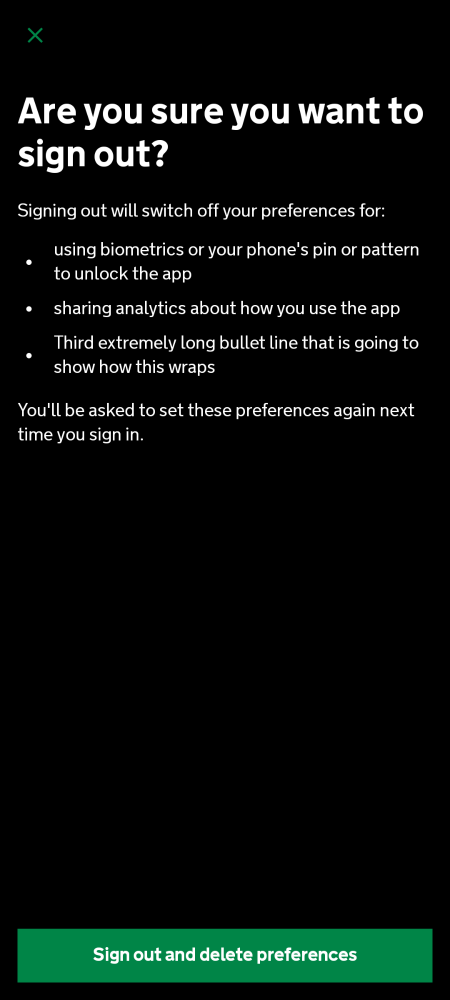 Are you sure you want to
sign out?
Signing out will switch off your preferences for:
• using biometrics or your phone's pin or pattern
to unlock the app
• sharing analytics about how you use the app
• Third extremely long bullet line that is going to
show how this wraps
You'll be asked to set these preferences again next
time you sign in.
Sign out and delete preferences